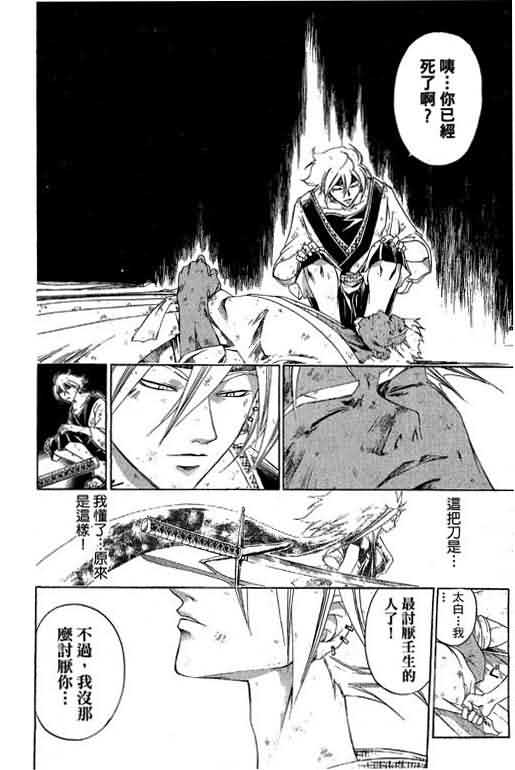 咦…你已經
死了啊？
這把刀是…
我懂了…原來
是這樣！
太白…我
…
最討厭壬生的
人了！
不過，我沒那
麼討厭你…